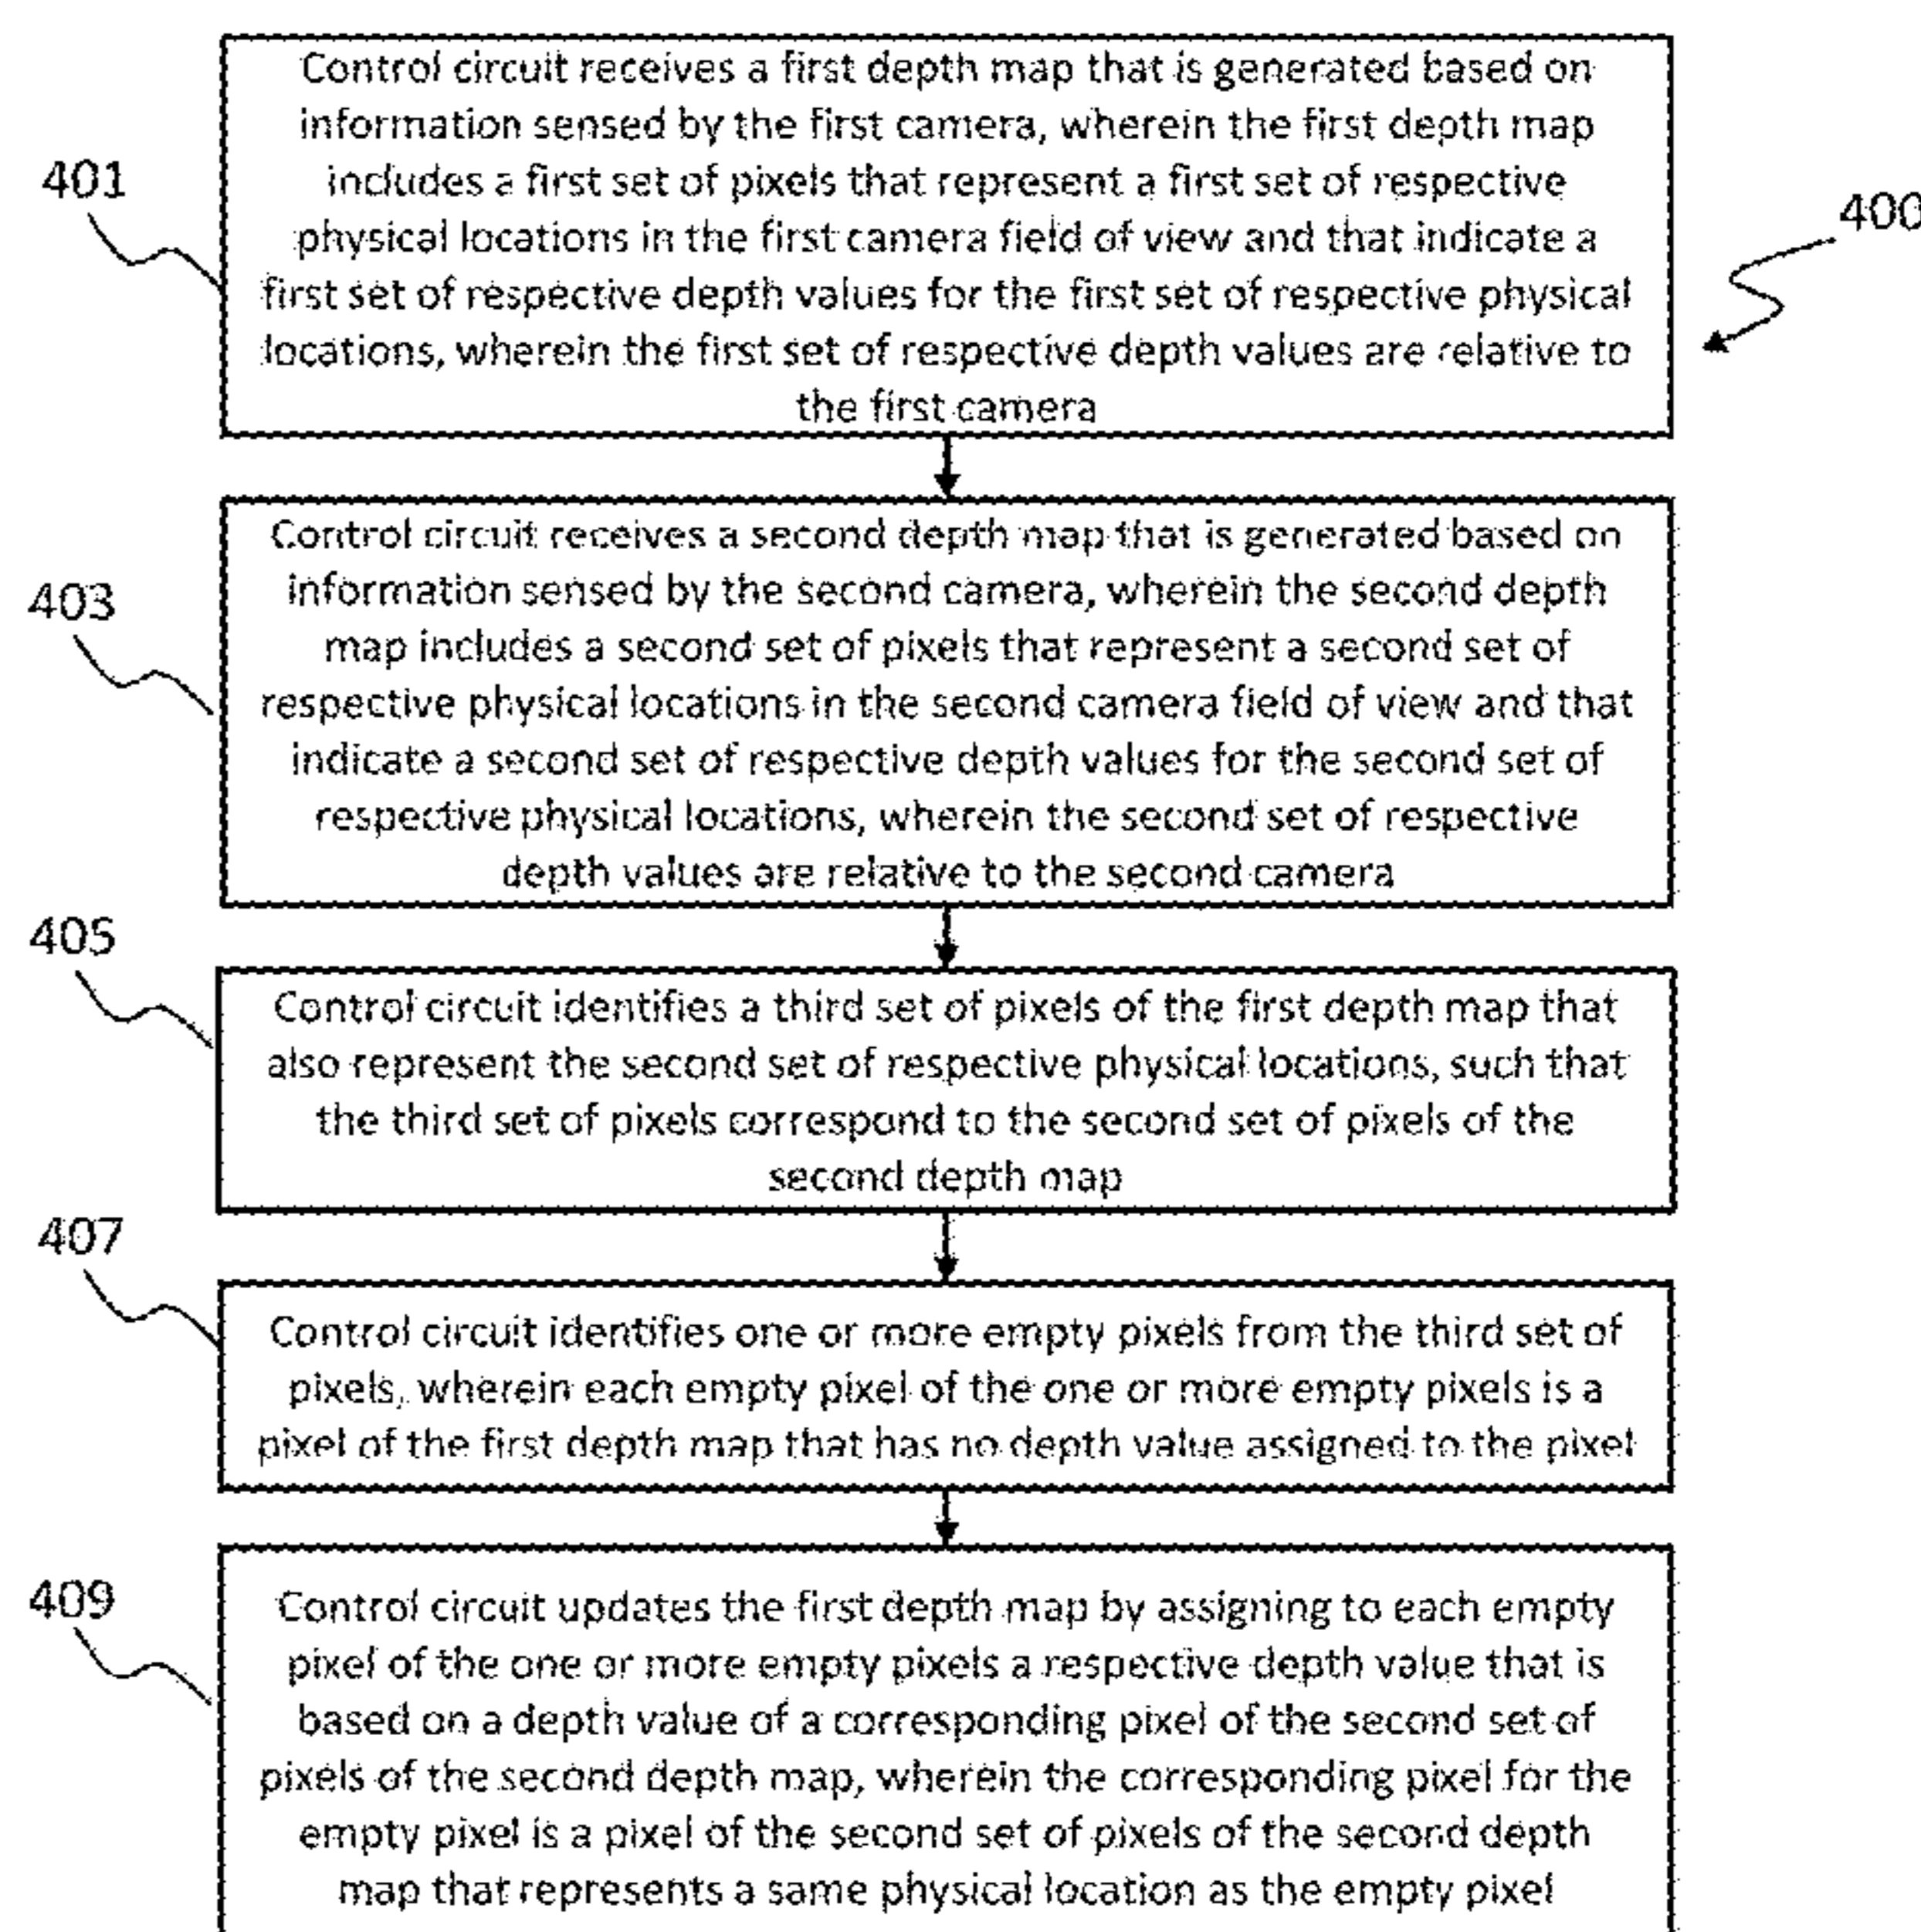 Control circuit receives a first depth map that is generated based on
information sensed by the first camera, wherein the first depth map
includes a first set of pixels that represent a first set of respective
physical locations in the first camera field of view and that indicate a
first set of respective depth values for the first set of respective physical
locations, wherein the first set of respective depth values are relative to
the first camera
401
400
Control circuit receives a second depth map that is generated based on
information sensed by the second camera, wherein the second depth
map includes a second set of pixels that represent a second set of
respective physical locations in the second camera field of view and that
indicate a second set of respective depth values for the second set of
respective physical locations, wherein the second set of respective
depth values are relative to the second camera
403
405
Control circuit identifies a third set of pixels of the first depth map that
also represent the second set of respective physical locations, such that
the third set of pixels correspond to the second set of pixels of the
second depth map
407
Control circuit identifies one or more empty pixels from the third set of
pixels, wherein each empty pixel of the one or more empty pixels is a
pixel of the first depth map that has no depth value assigned to the pixel
409
Control circuit updates the first depth map by assigning to each empty
pixel of the one or more empty pixels a respective depth value that is
based on a depth value of a corresponding pixel of the second set of
pixels of the second depth map, wherein the corresponding pixel for the
empty pixel is a pixel of the second set of pixels of the second depth
map that represents a same physical location as the empty pixel